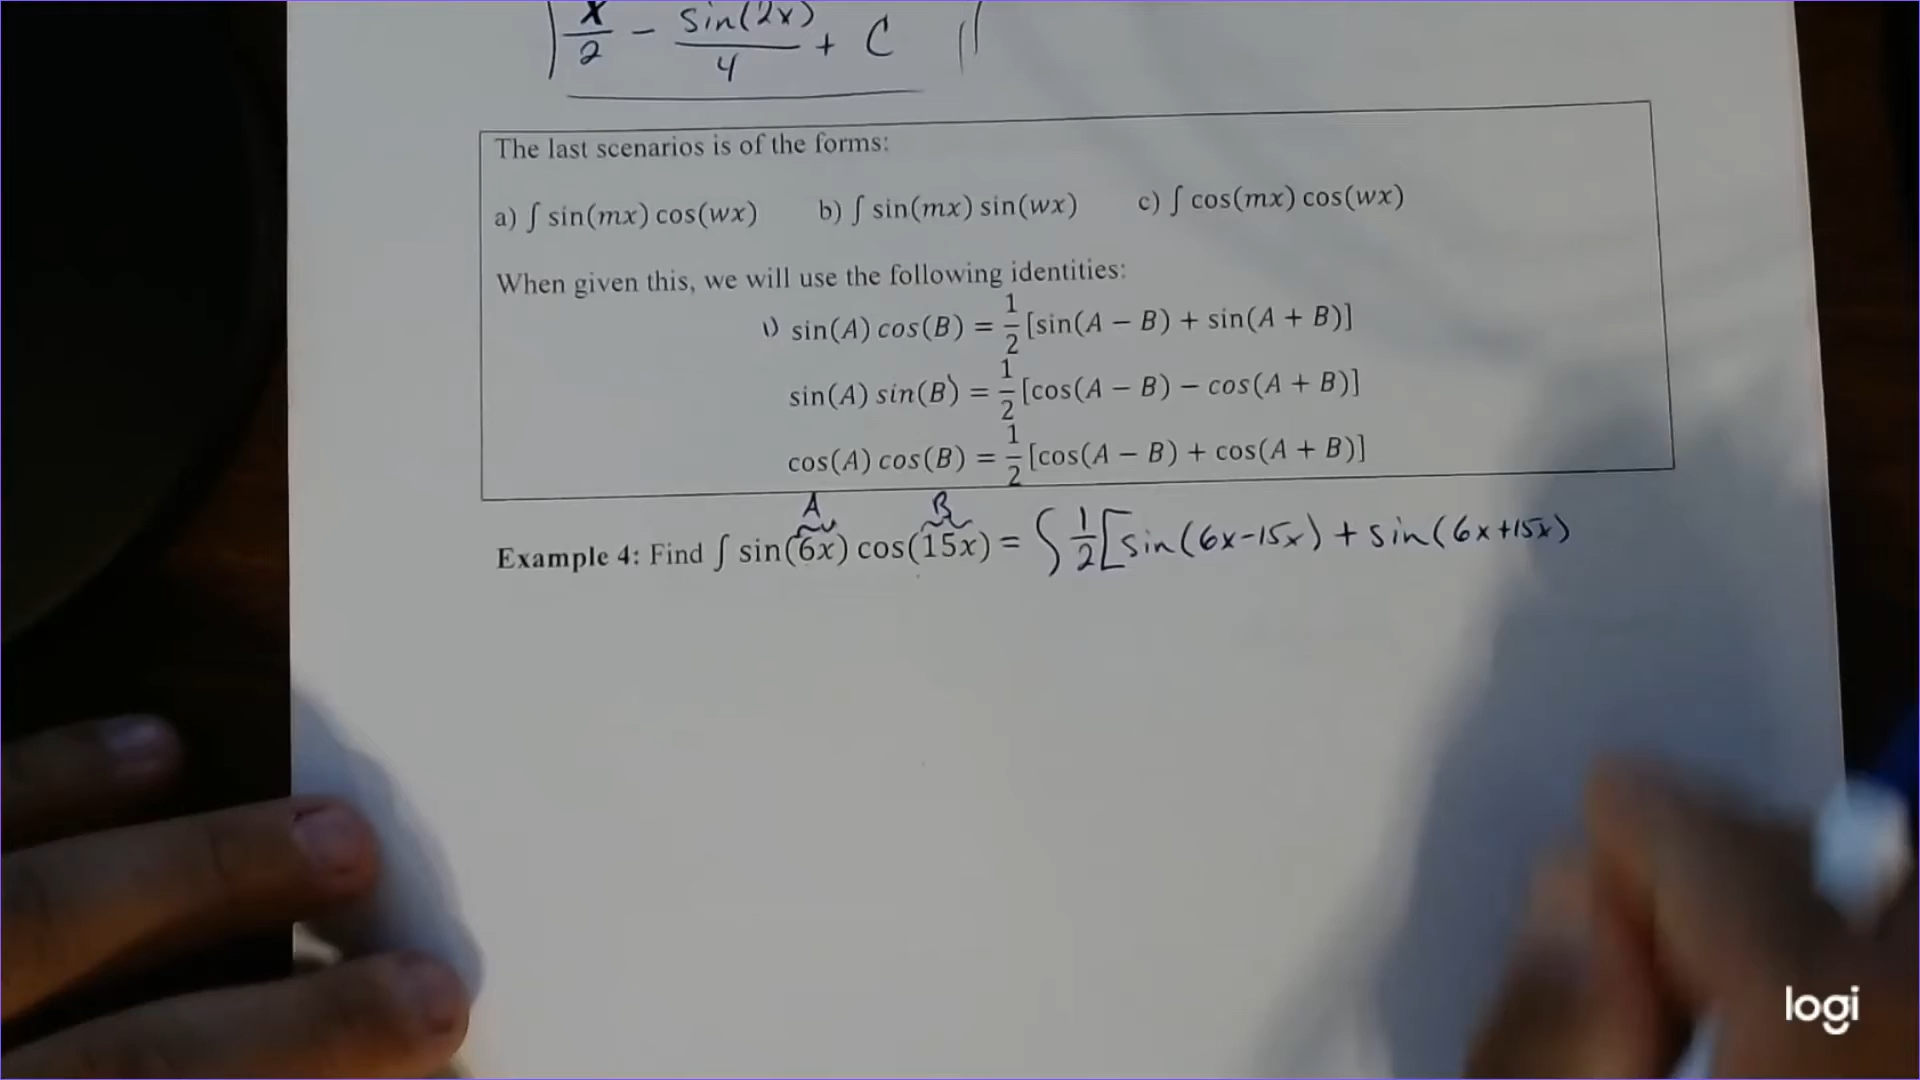 x/2 - sin(2x)/4 + C
The last scenarios is of the forms:
a) ∫ sin(mx) cos(wx) b) ∫ sin(mx) sin(wx) c) ∫ cos(mx) cos(wx)
When given this, we will use the following identities:
1) sin(A) cos(B) = 1/2 [sin(A − B) + sin(A + B)]
sin(A) sin(B) = 1/2 [cos(A − B) − cos(A + B)]
cos(A) cos(B) = 1/2 [cos(A − B) + cos(A + B)]
A B
Example 4: Find ∫ sin(6x) cos(15x) = ∫ 1/2 [sin(6x-15x) + sin(6x+15x)
logi